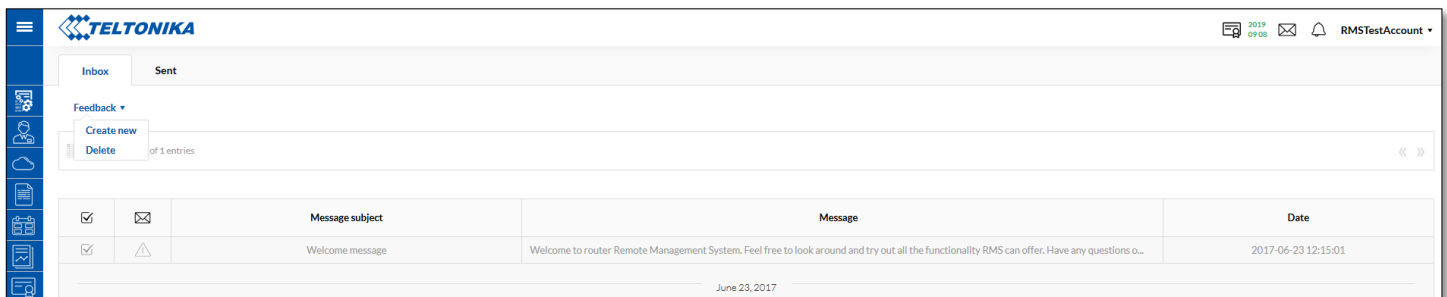 TELTONIKA
2019
09 08
RMSTestAccount
Inbox Sent
Feedback
Create new
Delete
of 1 entries
Message subject Message Date
Welcome message Welcome to router Remote Management System. Feel free to look around and try out all the functionality RMS can offer. Have any questions o... 2017-06-23 12:15:01
June 23, 2017